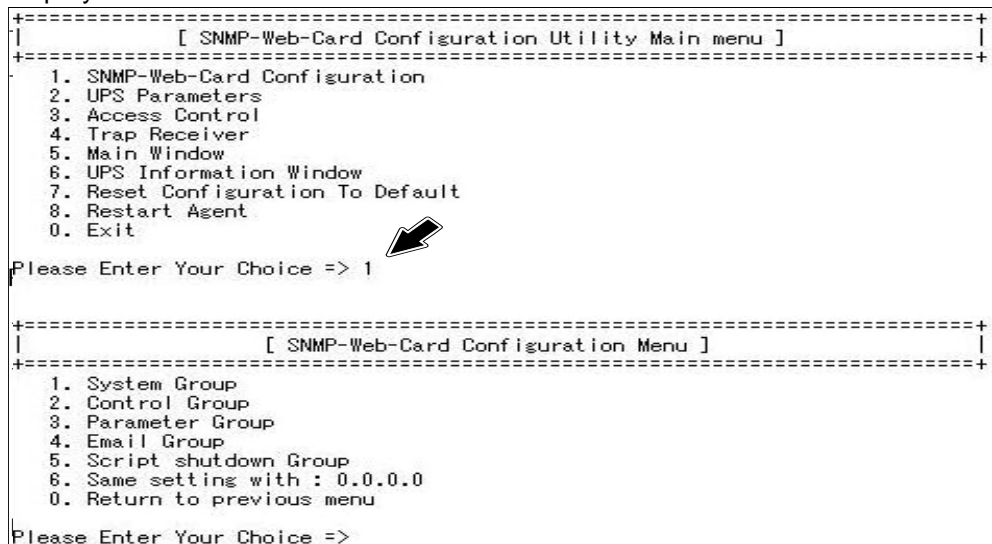 +============================================================================+
| [ SNMP-Web-Card Configuration Utility Main menu ] |
+============================================================================+
1. SNMP-Web-Card Configuration
2. UPS Parameters
3. Access Control
4. Trap Receiver
5. Main Window
6. UPS Information Window
7. Reset Configuration To Default
8. Restart Agent
0. Exit
Please Enter Your Choice => 1
+============================================================================+
| [ SNMP-Web-Card Configuration Menu ] |
+============================================================================+
1. System Group
2. Control Group
3. Parameter Group
4. Email Group
5. Script shutdown Group
6. Same setting with : 0.0.0.0
0. Return to previous menu
Please Enter Your Choice =>